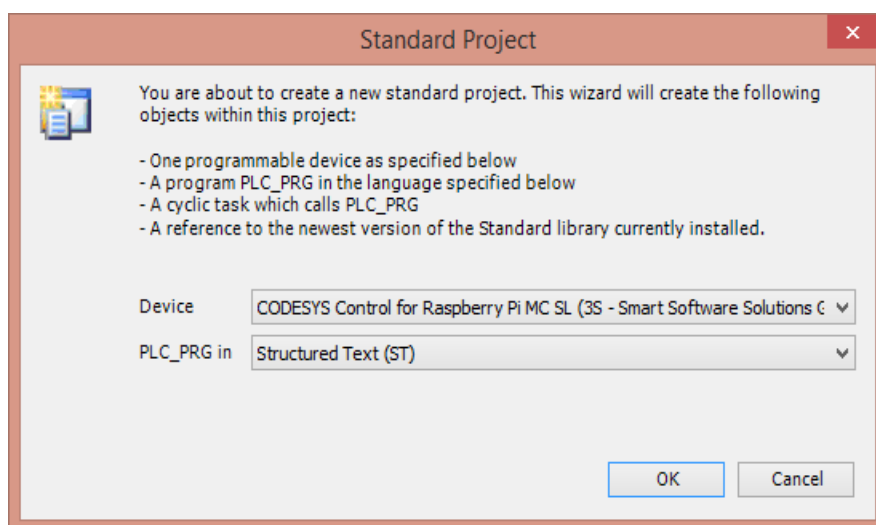 Standard Project
You are about to create a new standard project. This wizard will create the following
objects within this project:
- One programmable device as specified below
- A program PLC_PRG in the language specified below
- A cyclic task which calls PLC_PRG
- A reference to the newest version of the Standard library currently installed.
Device CODESYS Control for Raspberry Pi MC SL (3S - Smart Software Solutions G
PLC_PRG in Structured Text (ST)
OK Cancel